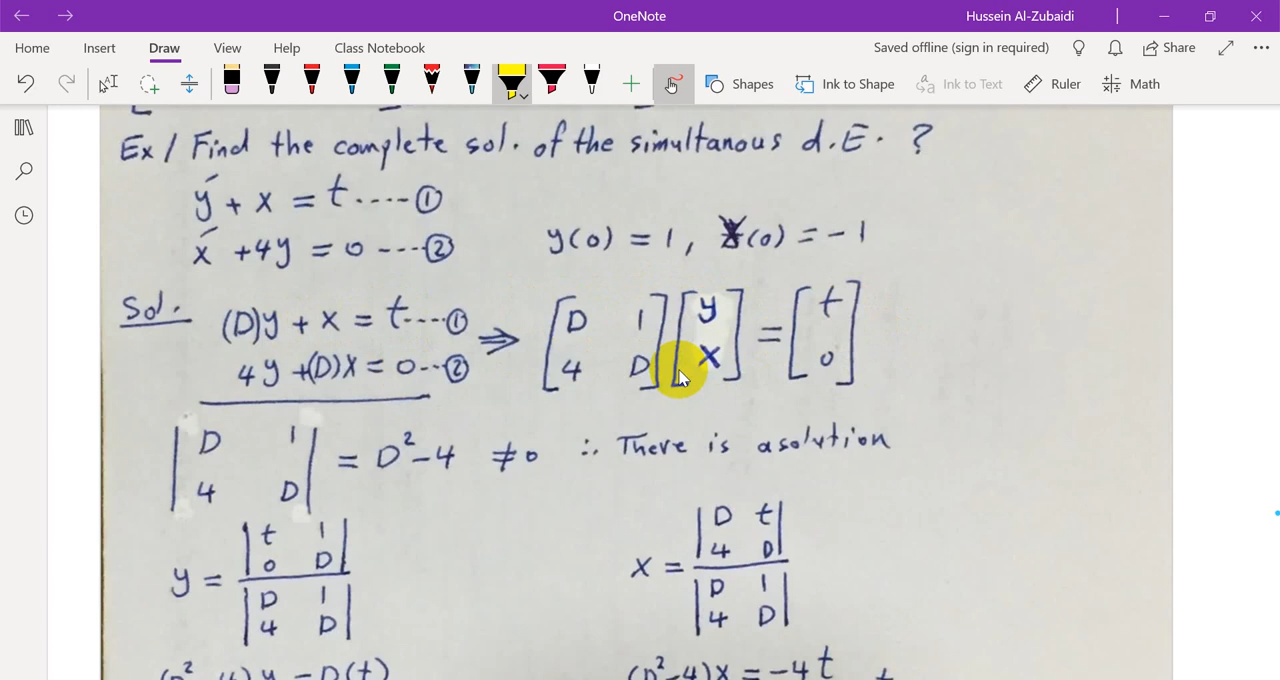 OneNote
Hussein Al-Zubaidi
Home Insert Draw View Help Class Notebook
Saved offline (sign in required) Share
Shapes Ink to Shape Ink to Text Ruler Math
Ex / Find the complete sol. of the simultanous d.E. ?
y' + x = t ..... ①
x' + 4y = 0 .... ②
y(0) = 1, X(0) = -1
Sol.
(D)y + x = t .... ①
4y + (D)x = 0 ... ②
⇒ [D 1; 4 D] [y; x] = [t; 0]
|D 1; 4 D| = D² - 4 ≠ 0 ∴ There is a solution
y = |t 1; 0 D| / |D 1; 4 D|
x = |D t; 4 0| / |D 1; 4 D|
(D² - 4) y = D(t)
(D² - 4) x = -4t